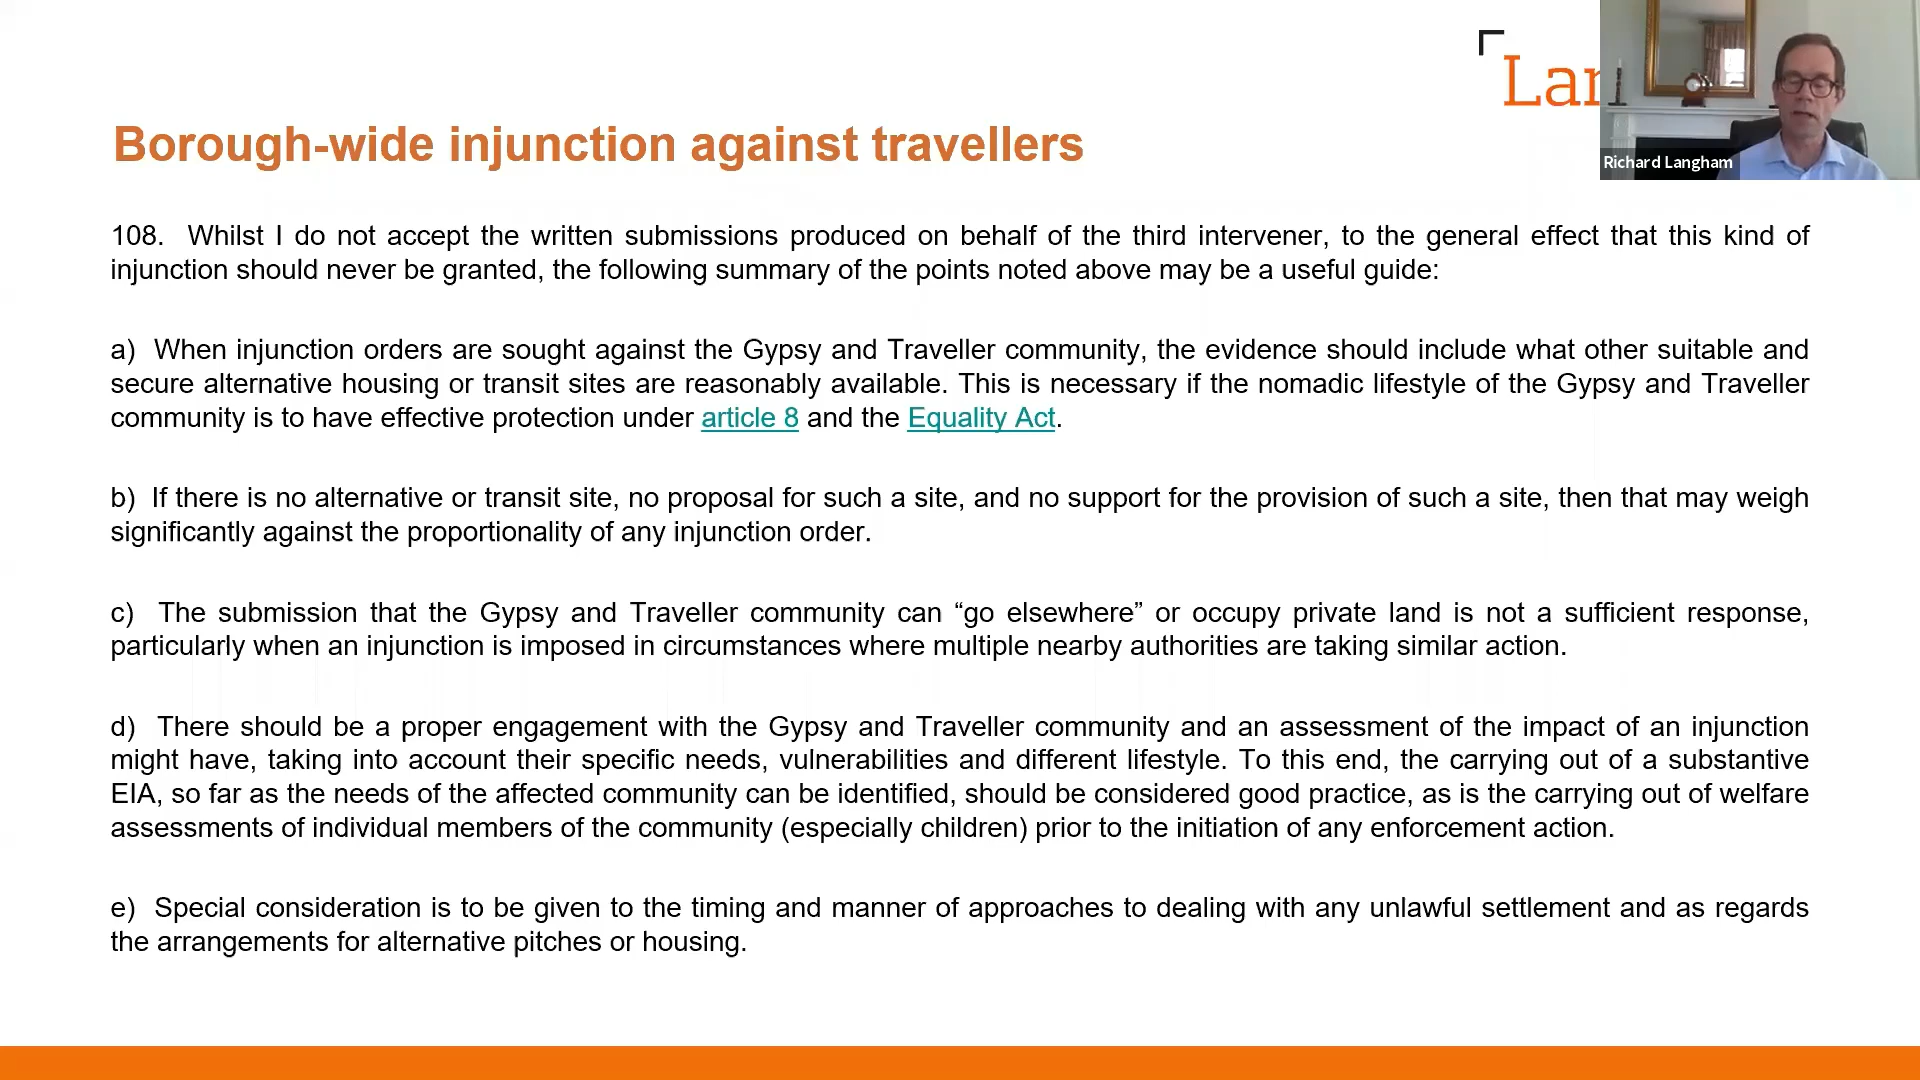 Lan
Richard Langham
Borough-wide injunction against travellers
108. Whilst I do not accept the written submissions produced on behalf of the third intervener, to the general effect that this kind of
injunction should never be granted, the following summary of the points noted above may be a useful guide:
a) When injunction orders are sought against the Gypsy and Traveller community, the evidence should include what other suitable and
secure alternative housing or transit sites are reasonably available. This is necessary if the nomadic lifestyle of the Gypsy and Traveller
community is to have effective protection under article 8 and the Equality Act.
b) If there is no alternative or transit site, no proposal for such a site, and no support for the provision of such a site, then that may weigh
significantly against the proportionality of any injunction order.
c) The submission that the Gypsy and Traveller community can “go elsewhere” or occupy private land is not a sufficient response,
particularly when an injunction is imposed in circumstances where multiple nearby authorities are taking similar action.
d) There should be a proper engagement with the Gypsy and Traveller community and an assessment of the impact of an injunction
might have, taking into account their specific needs, vulnerabilities and different lifestyle. To this end, the carrying out of a substantive
EIA, so far as the needs of the affected community can be identified, should be considered good practice, as is the carrying out of welfare
assessments of individual members of the community (especially children) prior to the initiation of any enforcement action.
e) Special consideration is to be given to the timing and manner of approaches to dealing with any unlawful settlement and as regards
the arrangements for alternative pitches or housing.